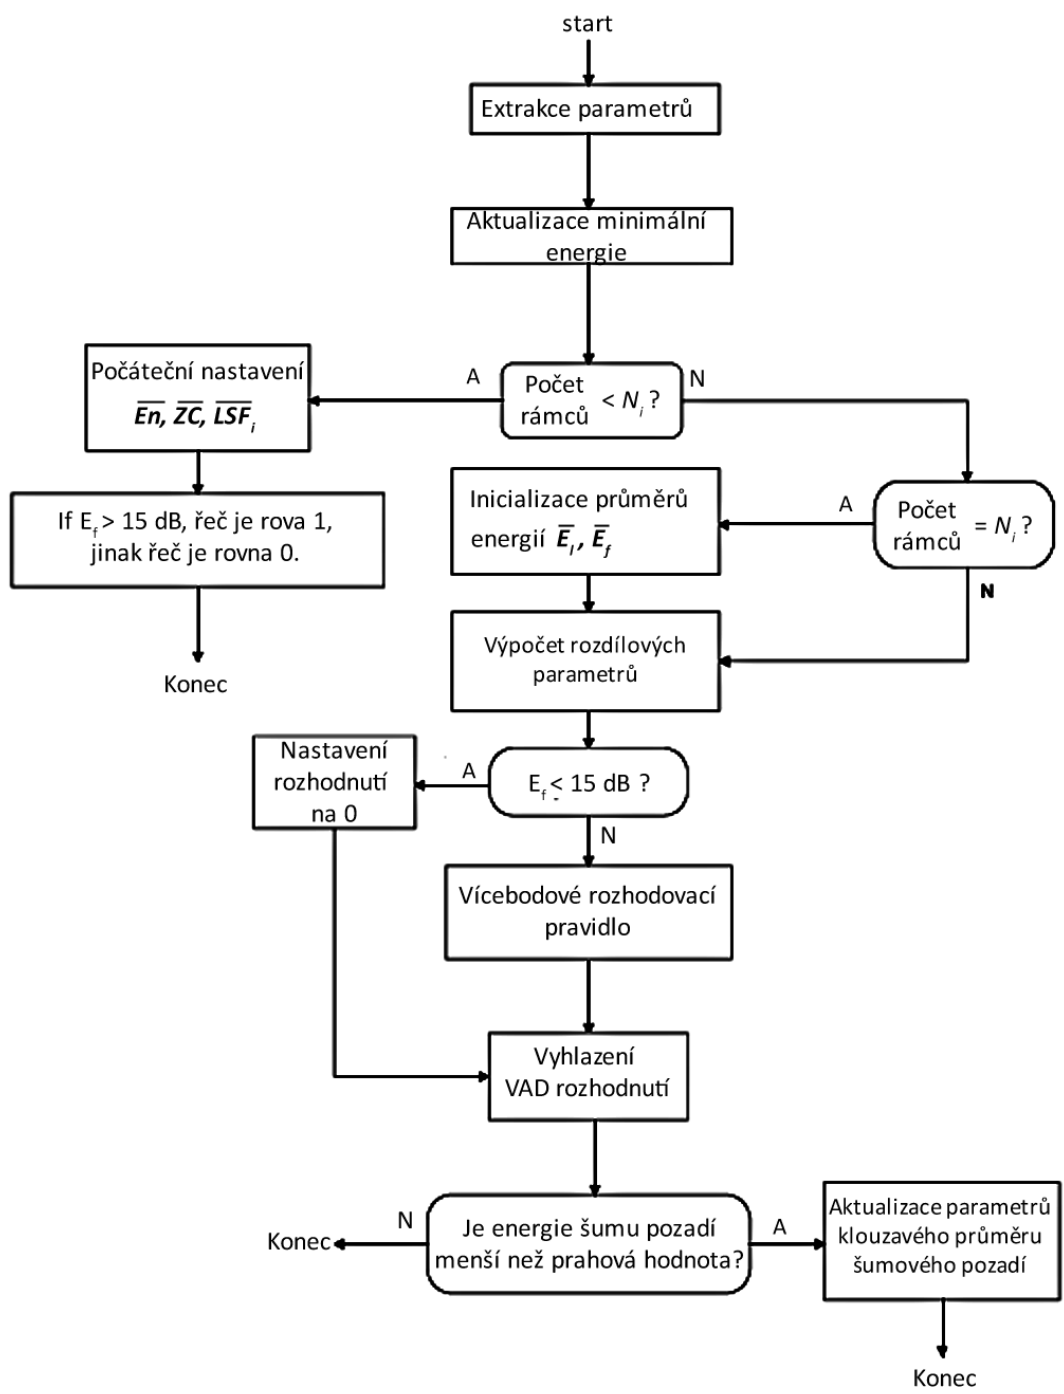 start
Extrakce parametrů
Aktualizace minimální
energie
Počáteční nastavení
En, ZC, LSF_i
A
Počet
rámců < N_i ?
N
If E_f > 15 dB, řeč je rova 1,
jinak řeč je rovna 0.
Konec
Inicializace průměrů
energií E_l, E_f
A
Počet
rámců = N_i ?
N
Výpočet rozdílových
parametrů
Nastavení
rozhodnutí
na 0
A
E_f < 15 dB ?
N
Vícebodové rozhodovací
pravidlo
Vyhlazení
VAD rozhodnutí
Konec
N
Je energie šumu pozadí
menší než prahová hodnota?
A
Aktualizace parametrů
klouzavého průměru
šumového pozadí
Konec